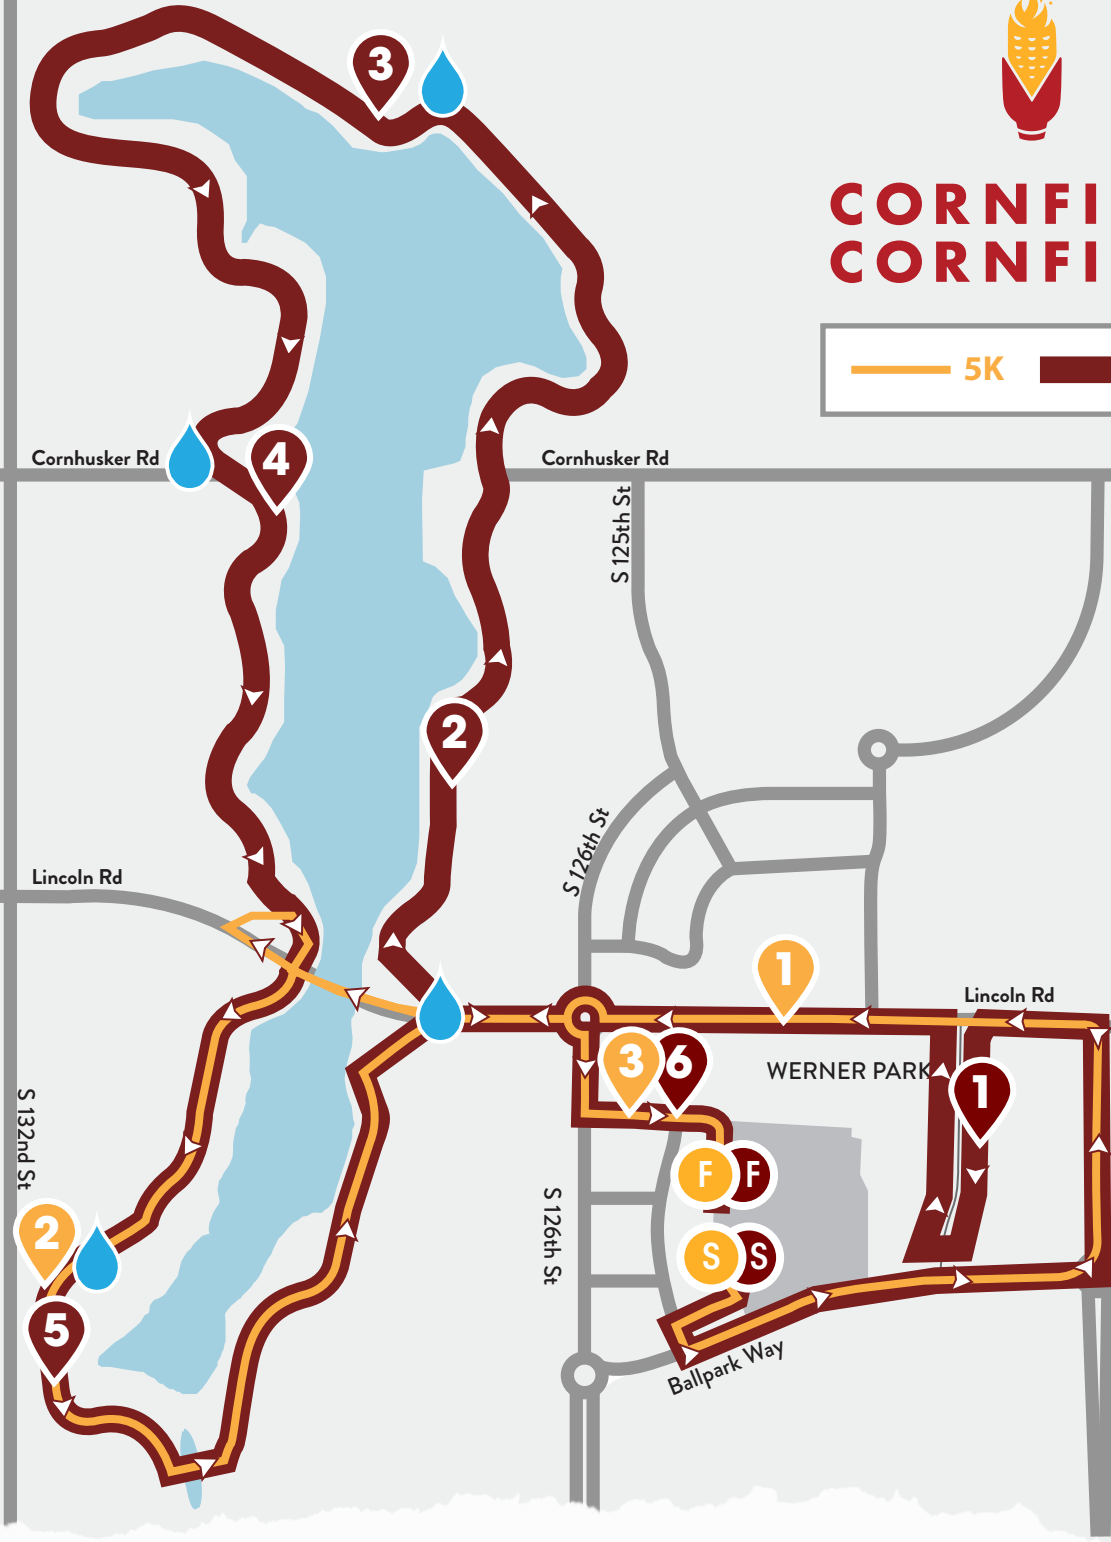 3
CORNFI
CORNFI
5K
Cornhusker Rd
4
Cornhusker Rd
S 125th St
2
S 126th St
Lincoln Rd
1
Lincoln Rd
3
6
WERNER PARK
1
S 132nd St
F
F
S 126th St
2
S
S
5
Ballpark Way